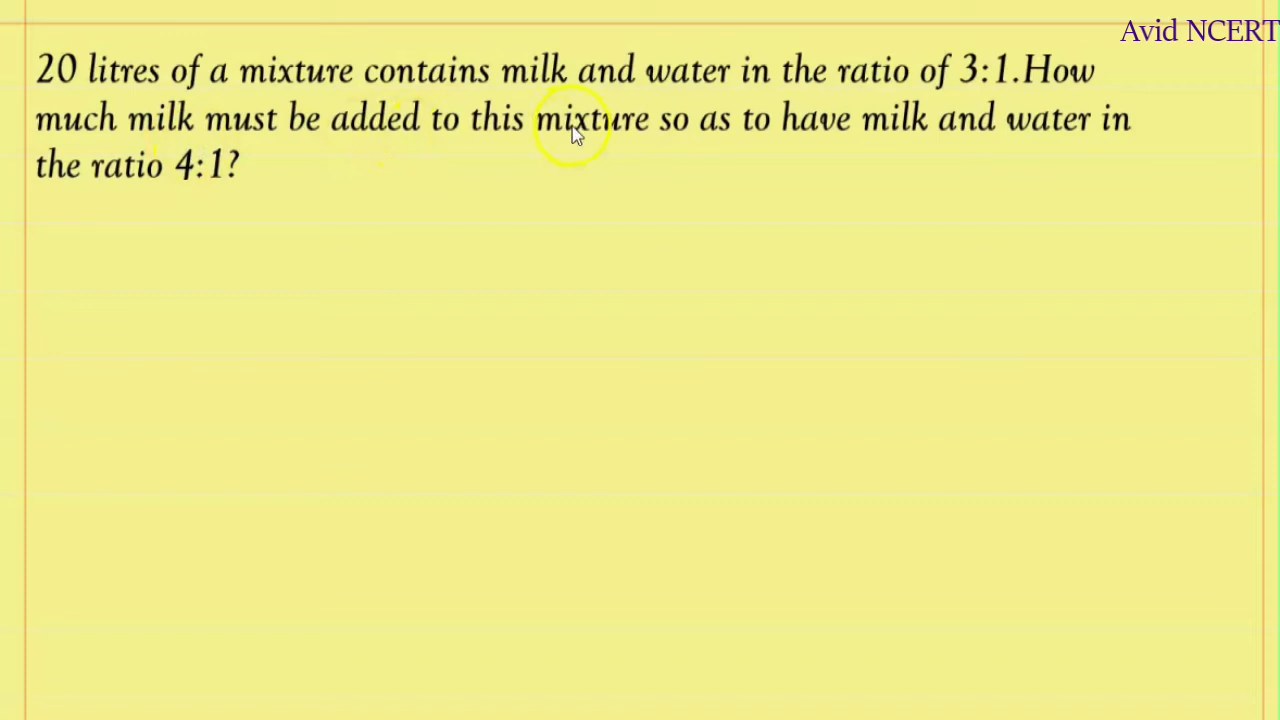 Avid NCERT
20 litres of a mixture contains milk and water in the ratio of 3:1.How
much milk must be added to this mixture so as to have milk and water in
the ratio 4:1?